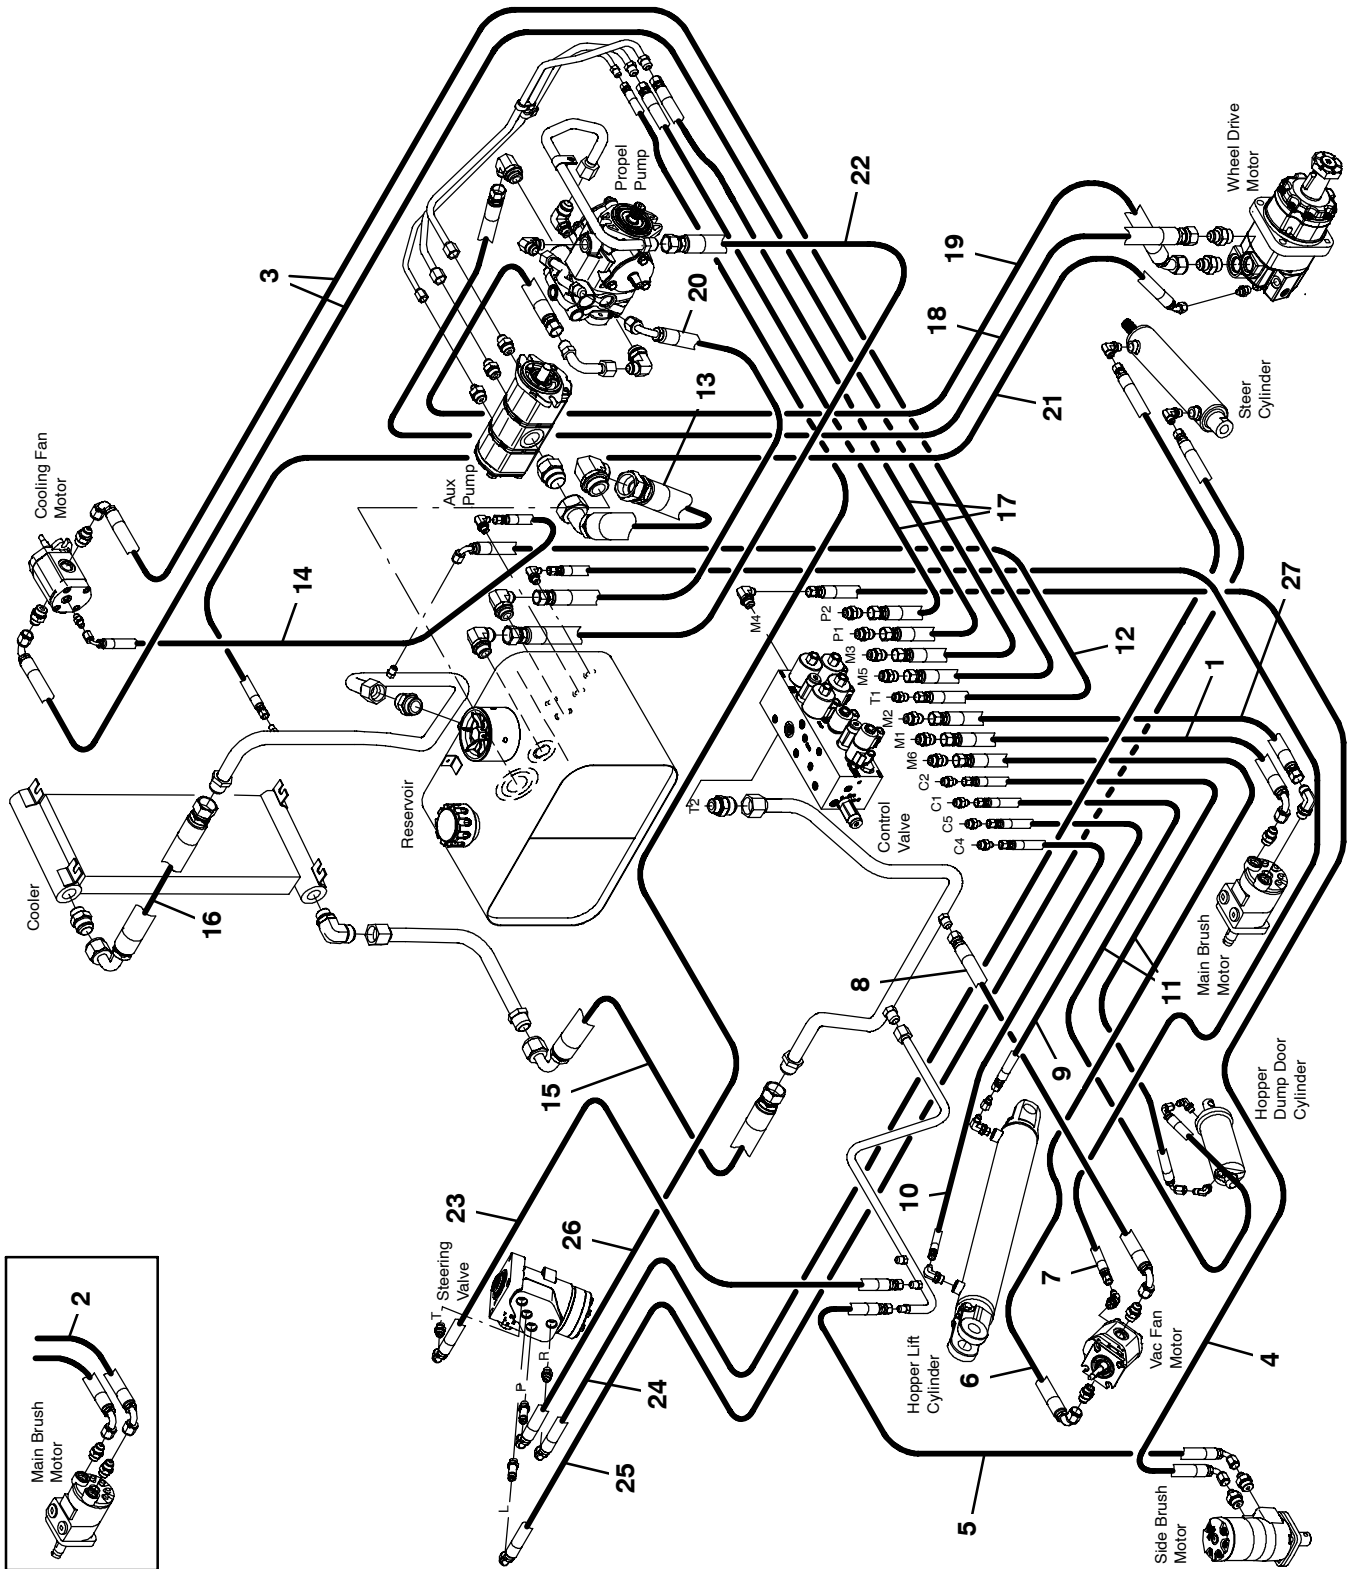 2
Main Brush
Motor
Cooler
16
Reservoir
Cooling Fan
Motor
14
3
Aux
Pump
Propel
Pump
20
13
22
19
18
21
Wheel Drive
Motor
Steer
Cylinder
17
12
27
1
M4
P2
P1
M3
M5
T1
M2
M1
M6
C2
C1
C5
C4
T2
Control
Valve
8
9
11
Main Brush
Motor
Hopper
Dump Door
Cylinder
15
23
26
24
25
T
Steering
Valve
R
P
L
10
Hopper Lift
Cylinder
6
7
Vac Fan
Motor
4
5
Side Brush
Motor